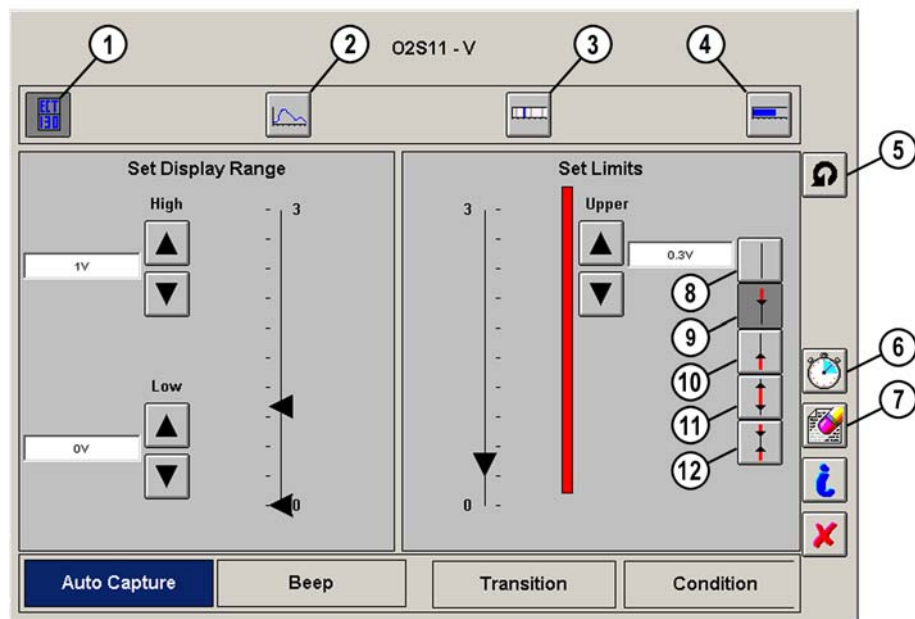 1
2
3
4
O2S11 - V
ECT
130
5
Set Display Range
Set Limits
High
3
3
Upper
1V
0.3V
8
9
6
10
Low
7
11
0V
12
0
0
i
Auto Capture
Beep
Transition
Condition